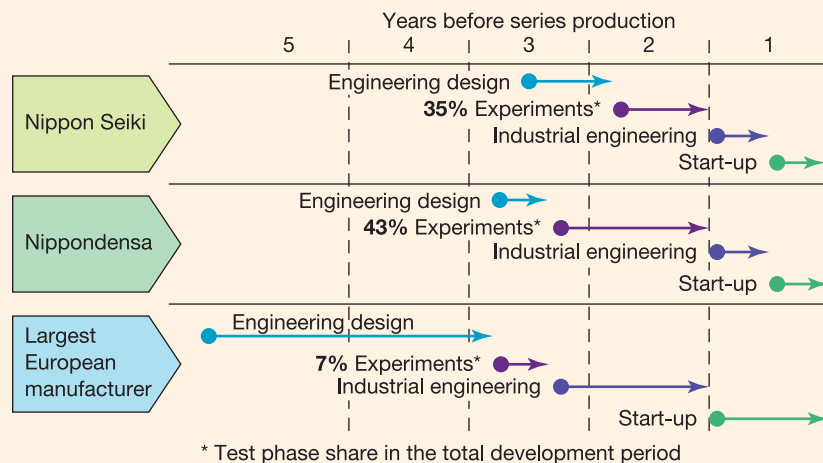 Years before series production
5 4 3 2 1
Nippon Seiki
Engineering design
35% Experiments*
Industrial engineering
Start-up
Nippondensa
Engineering design
43% Experiments*
Industrial engineering
Start-up
Largest
European
manufacturer
Engineering design
7% Experiments*
Industrial engineering
Start-up
* Test phase share in the total development period